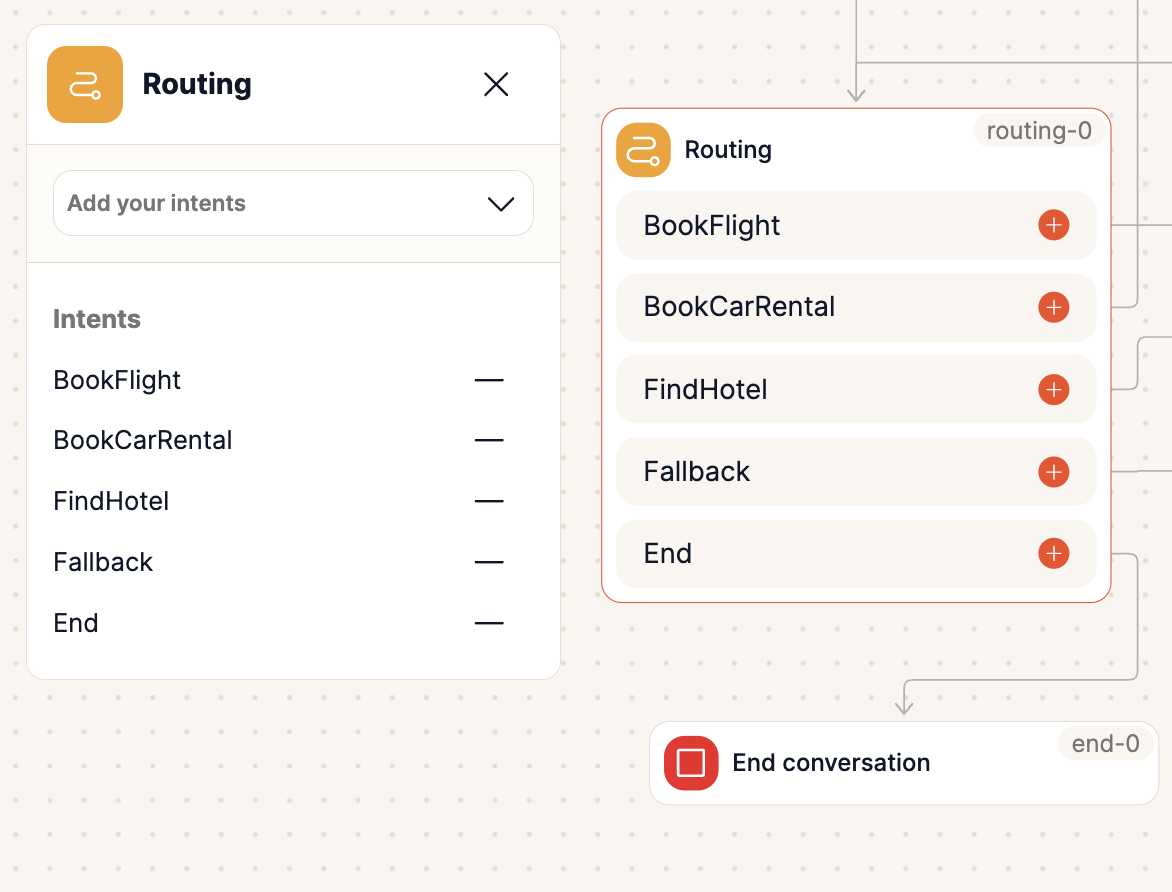 Routing
Add your intents
Intents
BookFlight
BookCarRental
FindHotel
Fallback
End
routing-0
Routing
BookFlight
BookCarRental
FindHotel
Fallback
End
end-0
End conversation